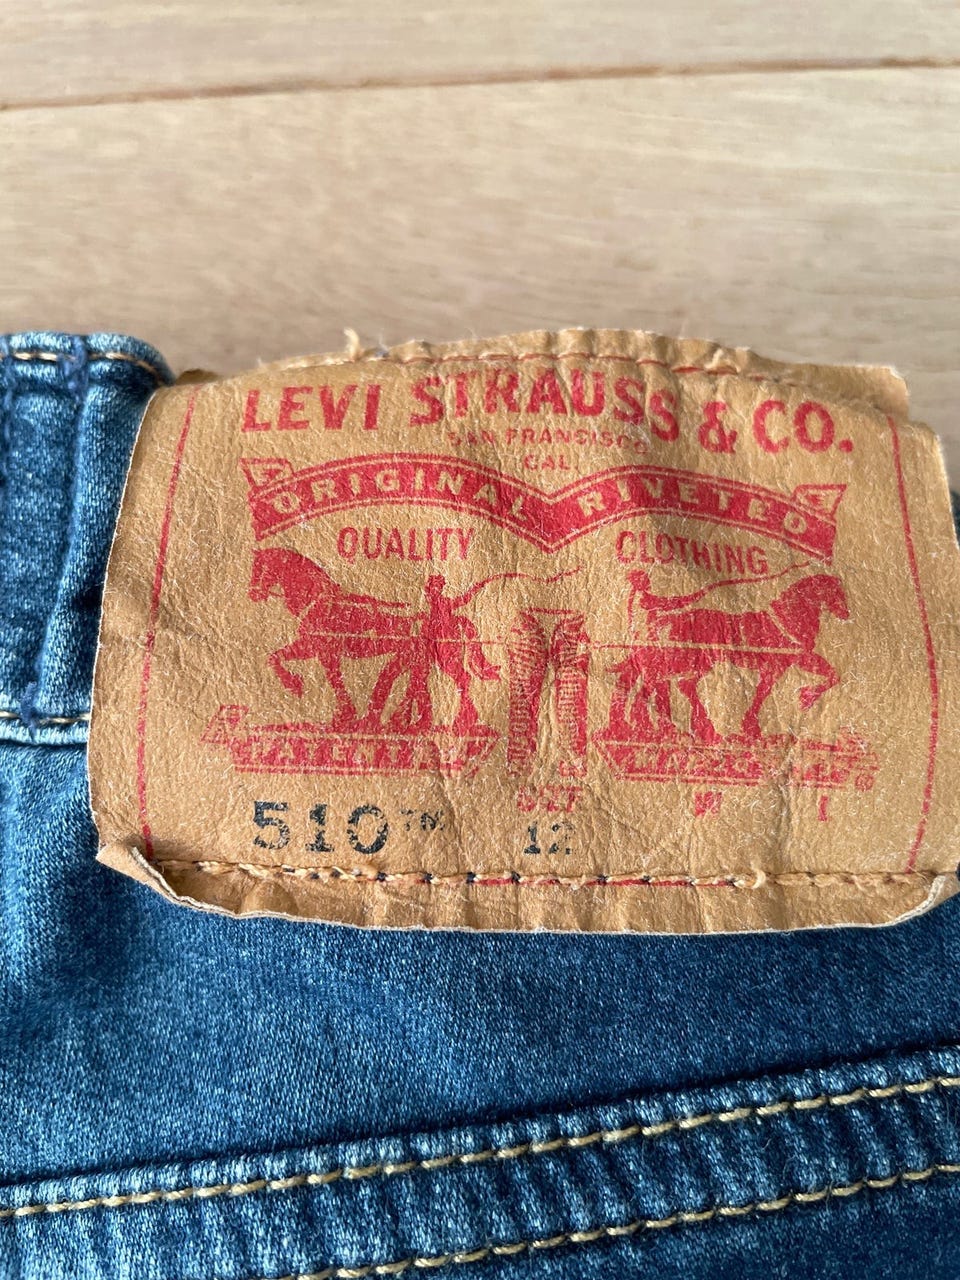 LEVI STRAUSS & CO.
SAN FRANCISCO
CAL.
ORIGINAL RIVETED
QUALITY CLOTHING
W L
510™ 12